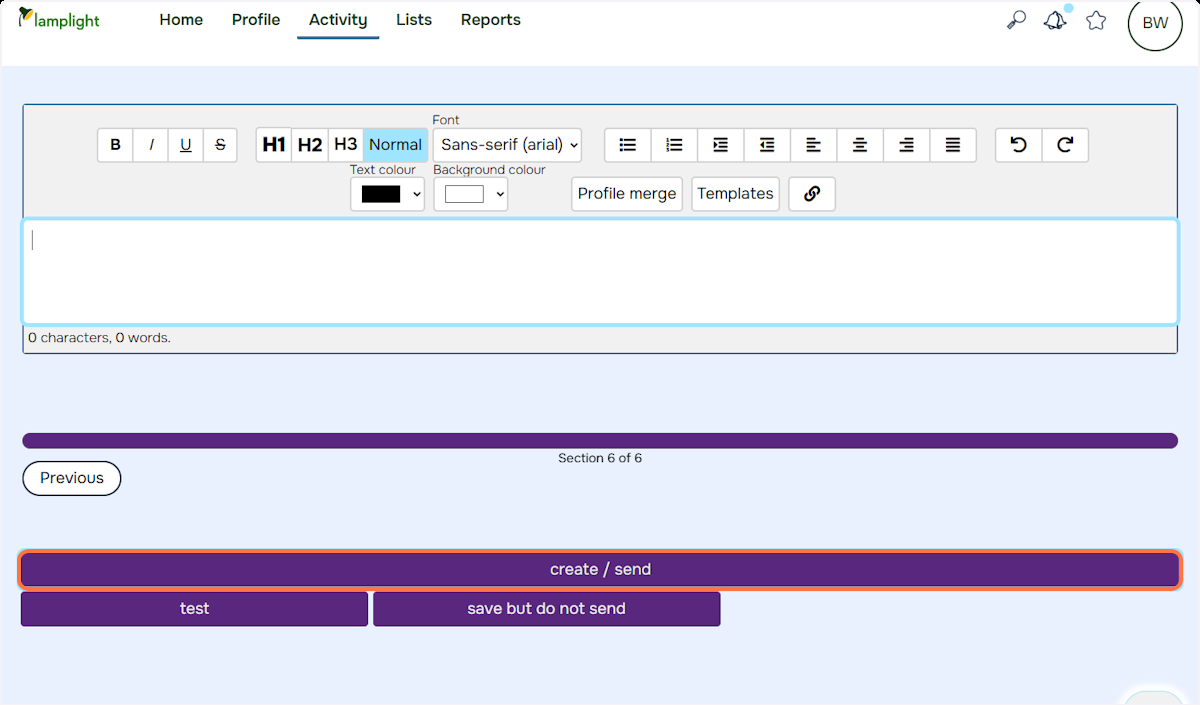 lamplight Home Profile Activity Lists Reports BW
Font
B I U S H1 H2 H3 Normal Sans-serif (arial)
Text colour Background colour
Profile merge Templates
0 characters, 0 words.
Section 6 of 6
Previous
create / send
test save but do not send